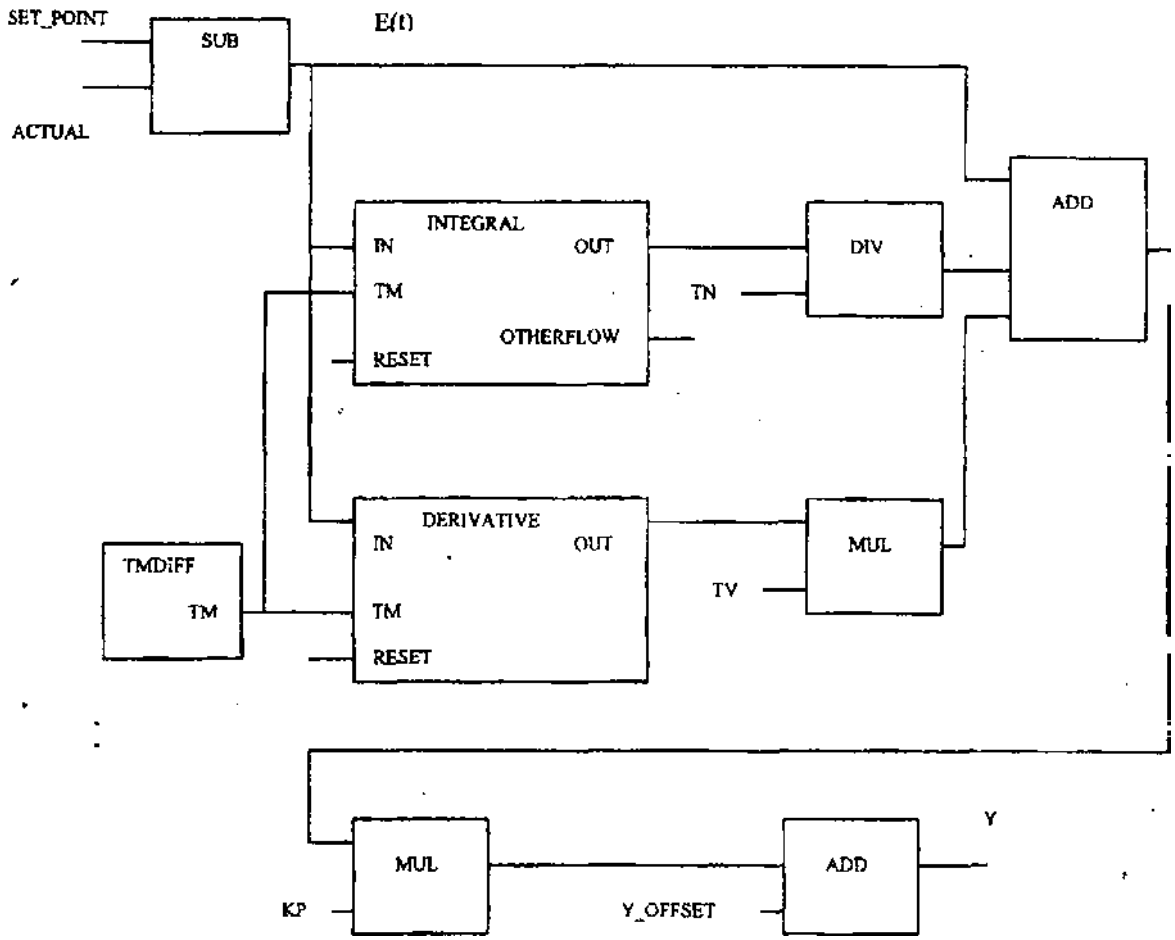 SET_POINT
SUB
E(t)
ACTUAL
ADD
INTEGRAL
IN
OUT
DIV
TM
TN
OTHERFLOW
RESET
DERIVATIVE
IN
OUT
MUL
TMDIFF
TV
TM
TM
RESET
Y
MUL
ADD
KP
Y_OFFSET